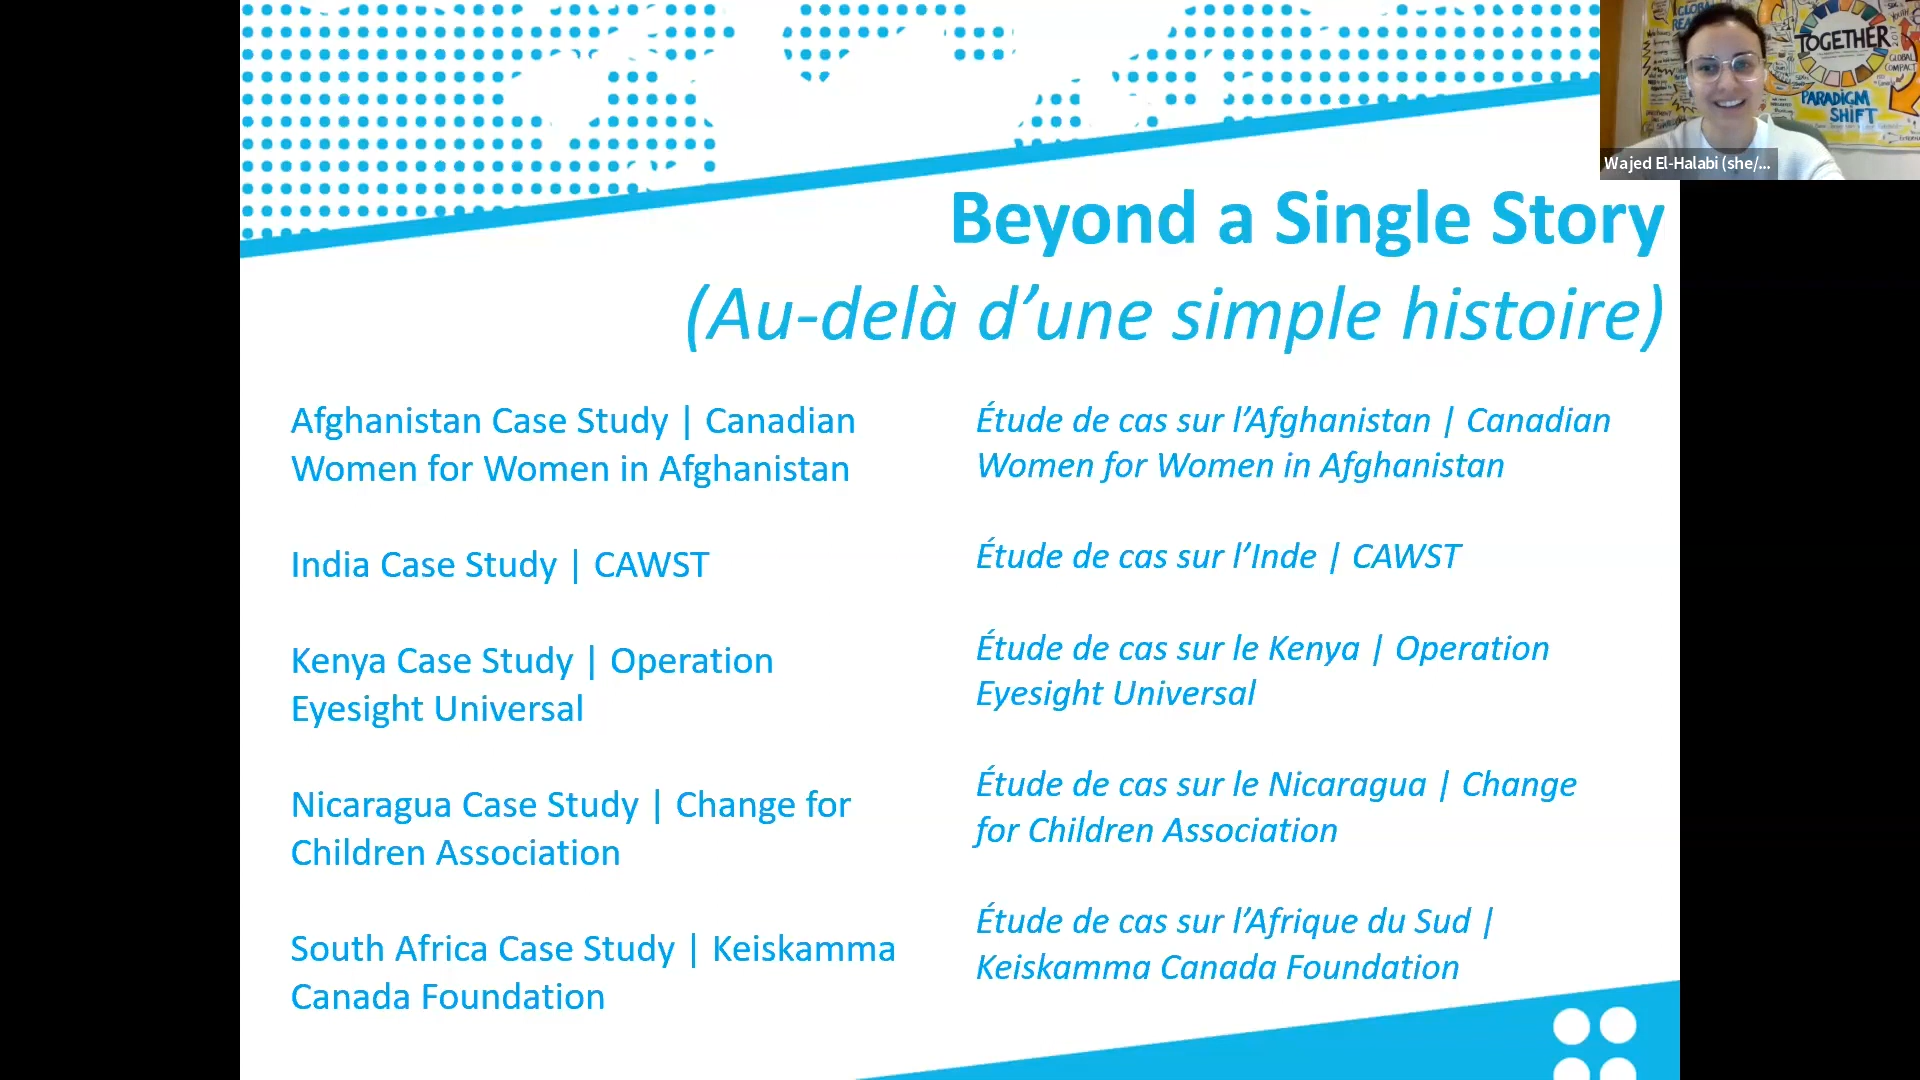 Beyond a Single Story
(Au-delà d’une simple histoire)
Afghanistan Case Study | Canadian
Women for Women in Afghanistan
India Case Study | CAWST
Kenya Case Study | Operation
Eyesight Universal
Nicaragua Case Study | Change for
Children Association
South Africa Case Study | Keiskamma
Canada Foundation
Étude de cas sur l’Afghanistan | Canadian
Women for Women in Afghanistan
Étude de cas sur l’Inde | CAWST
Étude de cas sur le Kenya | Operation
Eyesight Universal
Étude de cas sur le Nicaragua | Change
for Children Association
Étude de cas sur l’Afrique du Sud |
Keiskamma Canada Foundation
TOGETHER
GLOBAL
COMPACT
PARADIGM
SHIFT
Wajed El-Halabi (she/...